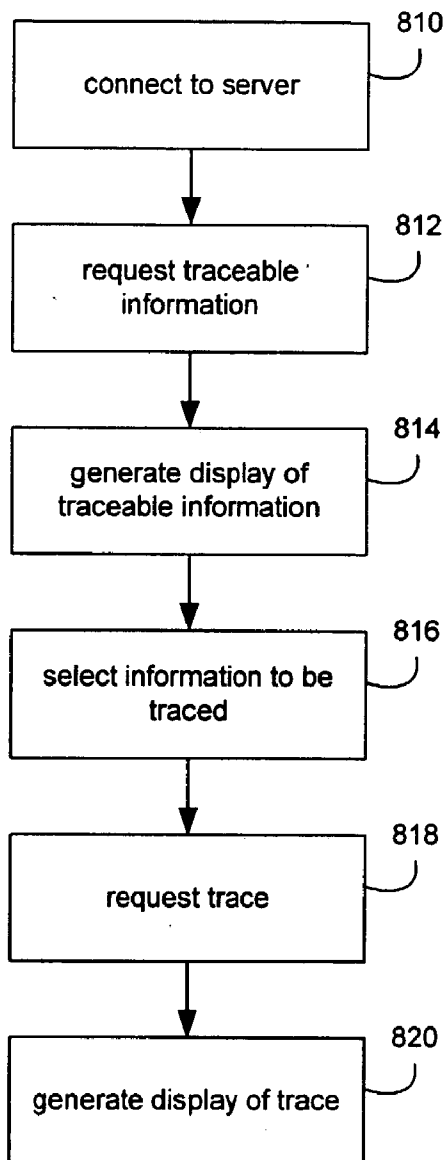 810
connect to server
812
request traceable
information
814
generate display of
traceable information
816
select information to be
traced
818
request trace
820
generate display of trace